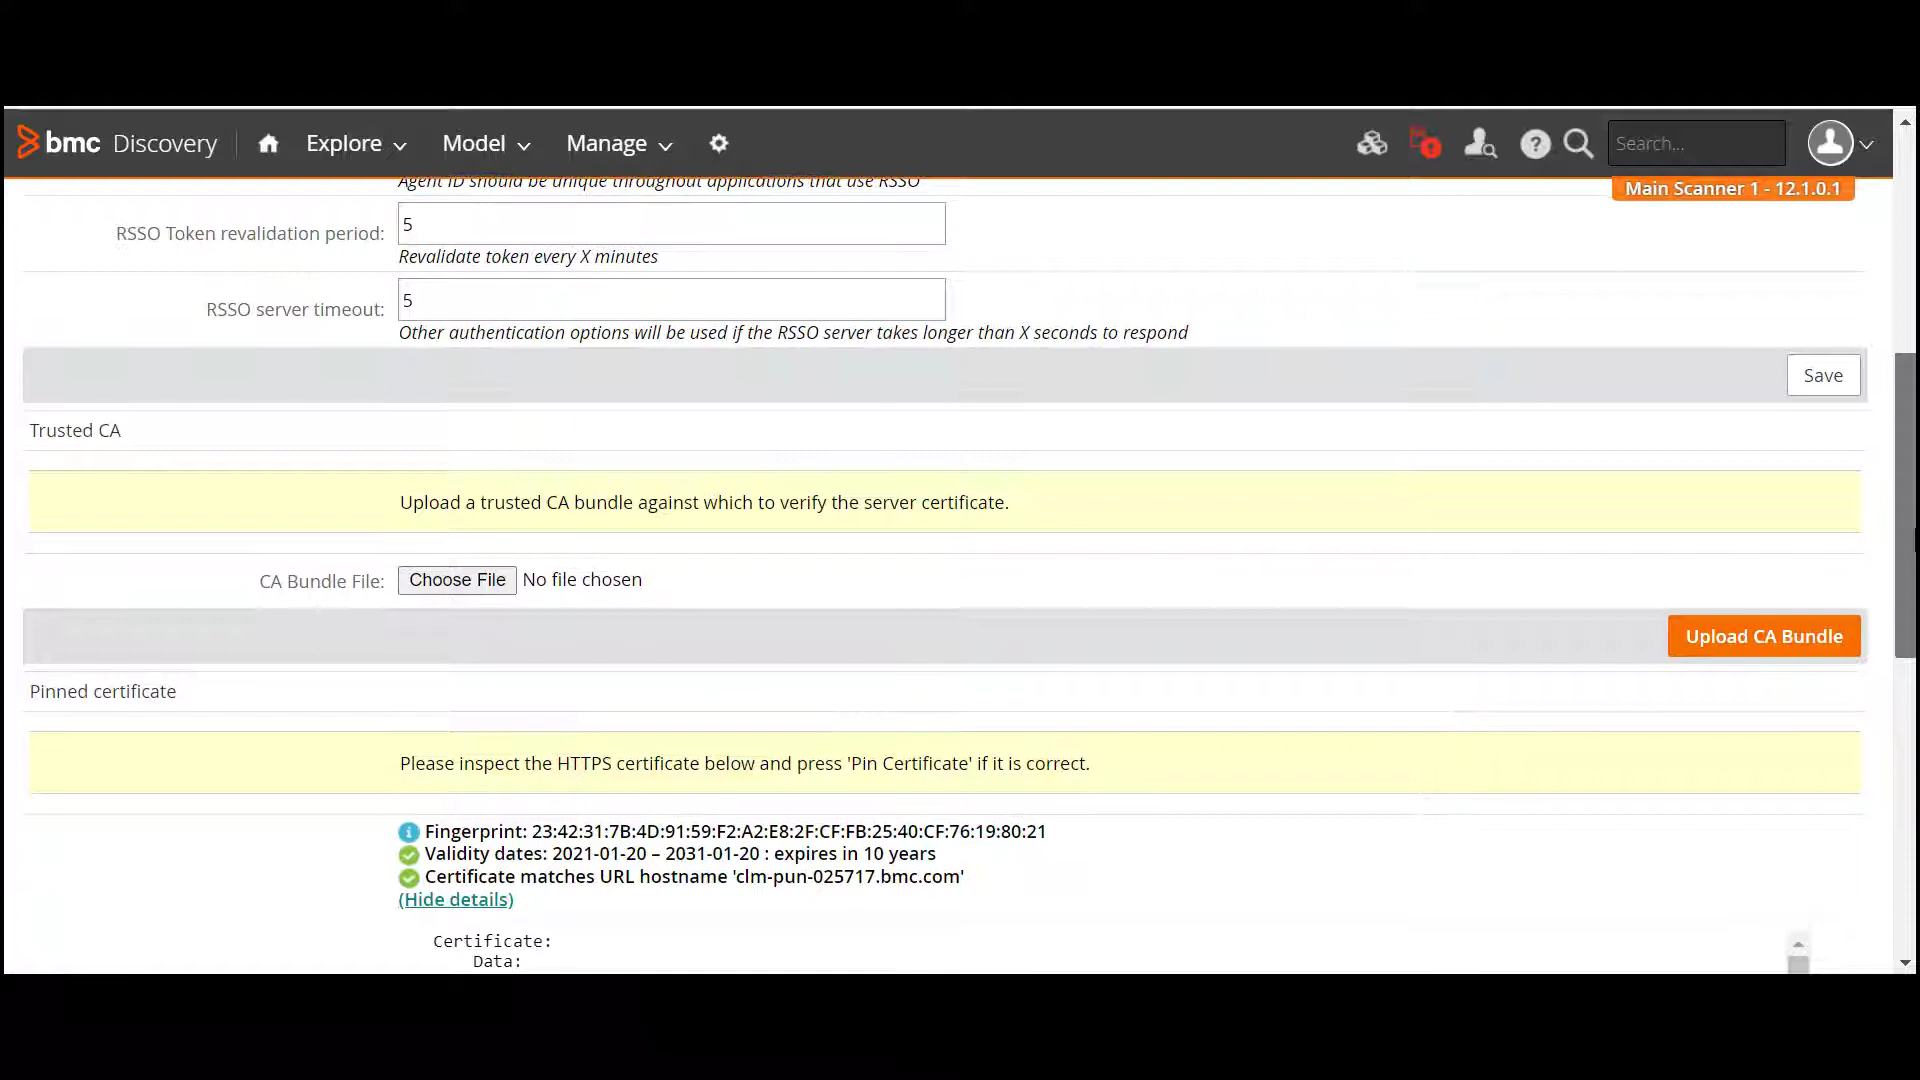 bmc Discovery Explore Model Manage Search...
Agent ID should be unique throughout applications that use RSSO
Main Scanner 1 - 12.1.0.1
RSSO Token revalidation period: 5
Revalidate token every X minutes
RSSO server timeout: 5
Other authentication options will be used if the RSSO server takes longer than X seconds to respond
Save
Trusted CA
Upload a trusted CA bundle against which to verify the server certificate.
CA Bundle File: Choose File No file chosen
Upload CA Bundle
Pinned certificate
Please inspect the HTTPS certificate below and press 'Pin Certificate' if it is correct.
Fingerprint: 23:42:31:7B:4D:91:59:F2:A2:E8:2F:CF:FB:25:40:CF:76:19:80:21
Validity dates: 2021-01-20 – 2031-01-20 : expires in 10 years
Certificate matches URL hostname 'clm-pun-025717.bmc.com'
(Hide details)
Certificate:
Data: